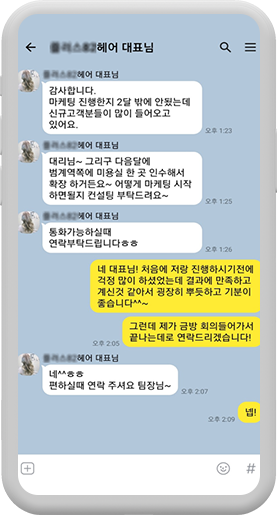 헤어 대표님
헤어 대표님
감사합니다.
마케팅 진행한지 2달 밖에 안됐는데
신규고객분들이 많이 들어오고
있어요.
오후 1:23
헤어 대표님
대리님~ 그리구 다음달에
범계역쪽에 미용실 한 곳 인수해서
확장 하거든요~ 어떻게 마케팅 시작
하면될지 컨설팅 부탁드려요~
오후 1:25
헤어 대표님
통화가능하실때
연락부탁드립니다ㅎㅎ
오후 1:26
네 대표님! 처음에 저랑 진행하시기전에
걱정 많이 하셨었는데 결과에 만족하고
계신것 같아서 굉장히 뿌듯하고 기분이
좋습니다^^~
그런데 제가 금방 회의들어가서
끝나는데로 연락드리겠습니다!
오후 2:05
헤어 대표님
네^^ㅎㅎ
편하실때 연락 주셔요 팀장님~
오후 2:07
넵!
오후 2:09
#